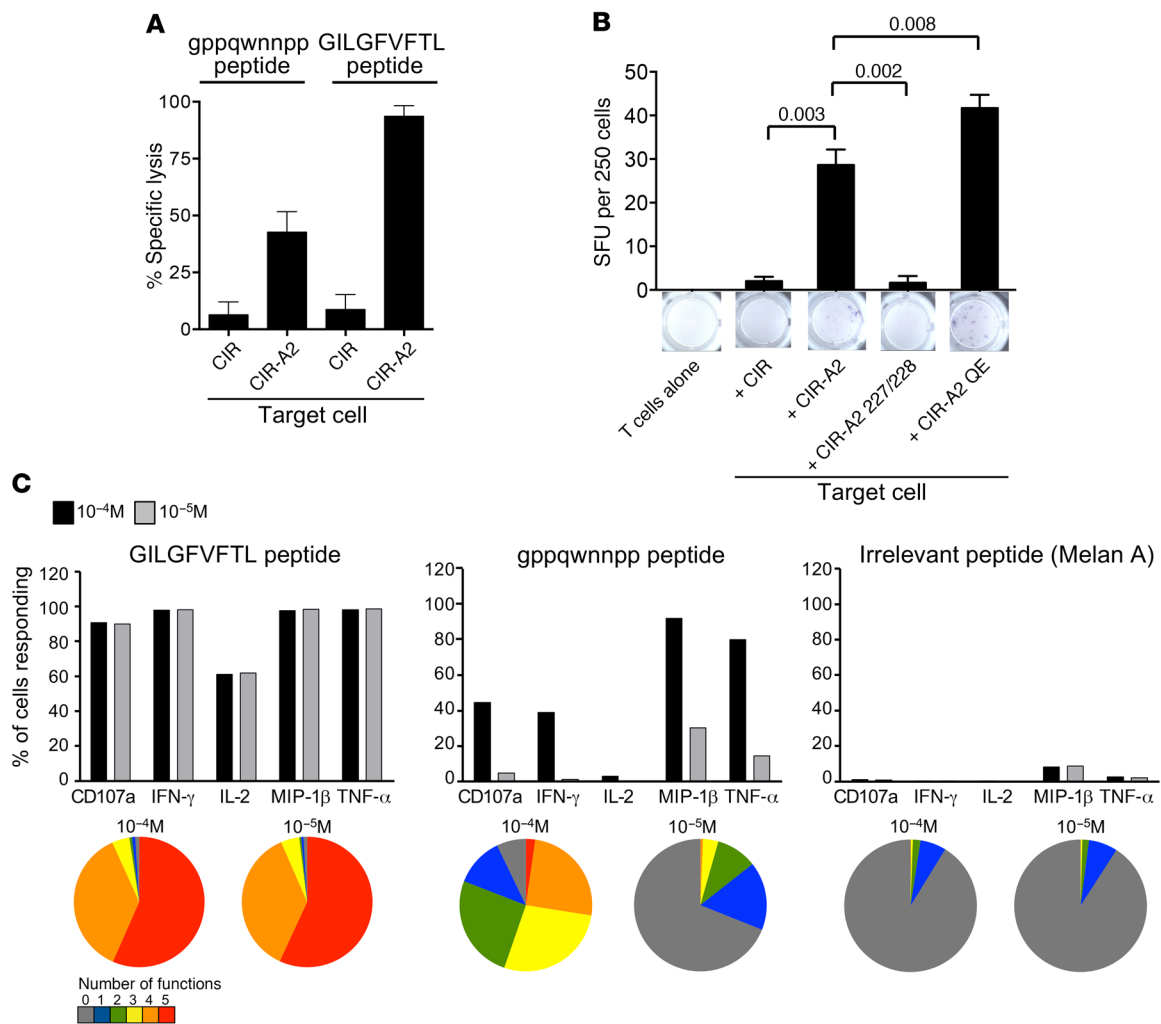 A
gppqwnnpp GILGFVFTL
peptide peptide
100
75
50
25
0
% Specific lysis
CIR
CIR-A2
CIR
CIR-A2
Target cell
B
0.008
0.002
0.003
50
40
30
20
10
0
SFU per 250 cells
T cells alone
+ CIR
+ CIR-A2
+ CIR-A2 227/228
+ CIR-A2 QE
Target cell
C
10⁻⁴M 10⁻⁵M
GILGFVFTL peptide
% of cells responding
120
100
80
60
40
20
0
CD107a IFN-γ IL-2 MIP-1β TNF-α
10⁻⁴M 10⁻⁵M
gppqwnnpp peptide
120
100
80
60
40
20
0
CD107a IFN-γ IL-2 MIP-1β TNF-α
10⁻⁴M 10⁻⁵M
Irrelevant peptide (Melan A)
120
100
80
60
40
20
0
CD107a IFN-γ IL-2 MIP-1β TNF-α
10⁻⁴M 10⁻⁵M
Number of functions
0 1 2 3 4 5